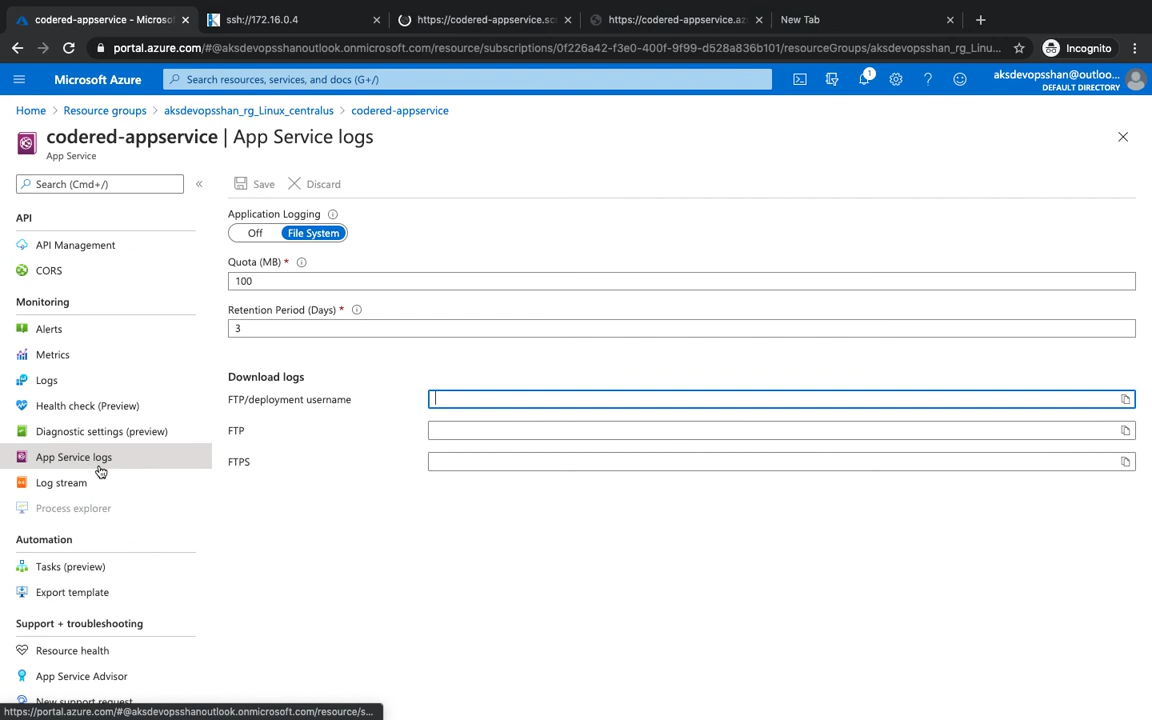 codered-appservice - Microsof
ssh://172.16.0.4
https://codered-appservice.sc
https://codered-appservice.az
New Tab
portal.azure.com/#@aksdevopsshanoutlook.onmicrosoft.com/resource/subscriptions/0f226a42-f3e0-400f-9f99-d528a836b101/resourceGroups/aksdevopsshan_rg_Linu...
Incognito
Microsoft Azure
Search resources, services, and docs (G+/)
1
aksdevopsshan@outloo...
DEFAULT DIRECTORY
Home > Resource groups > aksdevopsshan_rg_Linux_centralus > codered-appservice
codered-appservice | App Service logs
App Service
Search (Cmd+/)
«
Save
Discard
API
API Management
CORS
Monitoring
Alerts
Metrics
Logs
Health check (Preview)
Diagnostic settings (preview)
App Service logs
Log stream
Process explorer
Automation
Tasks (preview)
Export template
Support + troubleshooting
Resource health
App Service Advisor
New support request
Application Logging
Off
File System
Quota (MB) *
100
Retention Period (Days) *
3
Download logs
FTP/deployment username
FTP
FTPS
https://portal.azure.com/#@aksdevopsshanoutlook.onmicrosoft.com/resource/s...